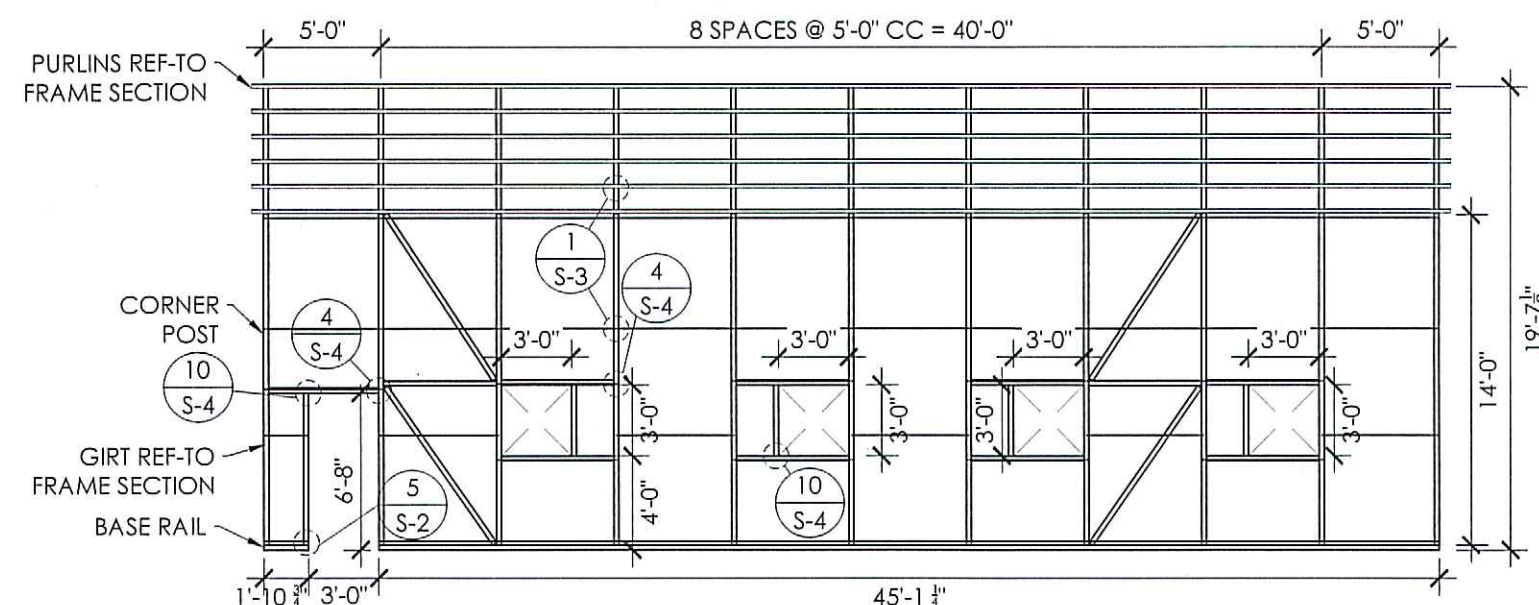 5'-0"
8 SPACES @ 5'-0" CC = 40'-0"
5'-0"
PURLINS REF-TO
FRAME SECTION
1
S-3
4
S-4
CORNER
POST
4
S-4
3'-0"
3'-0"
3'-0"
3'-0"
19'-7
14'-0"
10
S-4
3'-0"
3'-0"
3'-0"
3'-0"
GIRT REF-TO
FRAME SECTION
6'-8"
5
S-2
4'-0"
10
S-4
BASE RAIL
1'-10 3/4"
3'-0"
45'-1 1/4"